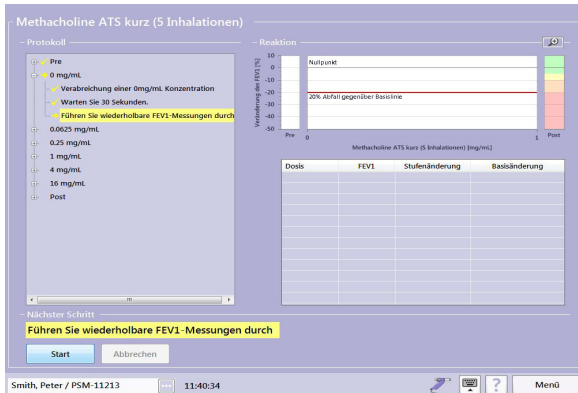 Methacholine ATS kurz (5 Inhalationen)
Protokoll
Pre
0 mg/mL
Verabreichung einer 0mg/mL Konzentration
Warten Sie 30 Sekunden.
Führen Sie wiederholbare FEV1-Messungen durch
0.0625 mg/mL
0.25 mg/mL
1 mg/mL
4 mg/mL
16 mg/mL
Post
Reaktion
Veränderung des FEV1 [%]
10
0
-10
-20
-30
-40
-50
Nullpunkt
20% Abfall gegenüber Basislinie
Pre
0
1
Post
Methacholine ATS kurz (5 Inhalationen) [mg/mL]
Dosis FEV1 Stufenänderung Basisänderung
Nächster Schritt
Führen Sie wiederholbare FEV1-Messungen durch
Start Abbrechen
Smith, Peter / PSM-11213 ... 11:40:34 ? Menü